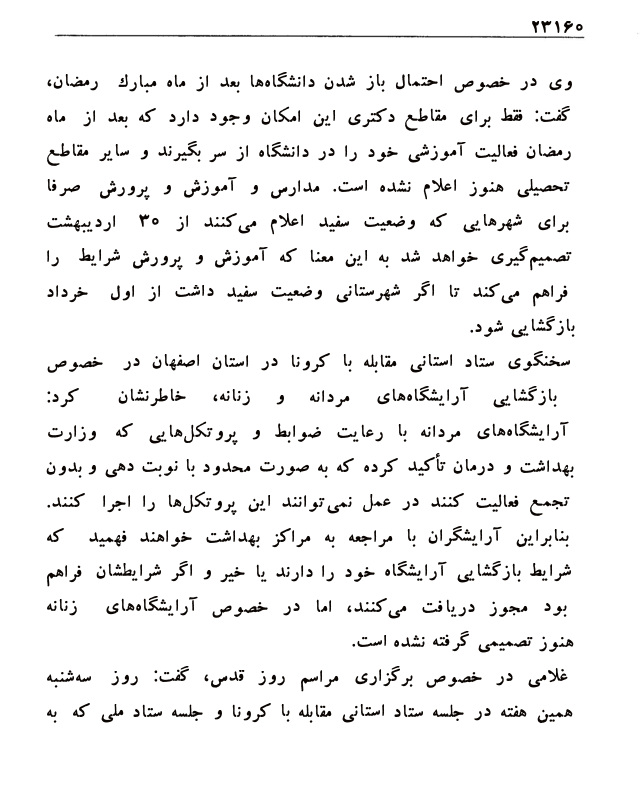 ۲۳۱۶۰
وی در خصوص احتمال باز شدن دانشگاه‌ها بعد از ماه مبارك رمضان،
گفت: فقط برای مقاطع دکتری این امکان وجود دارد که بعد از ماه
رمضان فعالیت آموزشی خود را در دانشگاه از سر بگیرند و سایر مقاطع
تحصیلی هنوز اعلام نشده است. مدارس و آموزش و پرورش صرفا
برای شهرهایی که وضعیت سفید اعلام می‌کنند از ۳۰ اردیبهشت
تصمیم‌گیری خواهد شد به این معنا که آموزش و پرورش شرایط را
فراهم می‌کند تا اگر شهرستانی وضعیت سفید داشت از اول خرداد
بازگشایی شود.
سخنگوی ستاد استانی مقابله با کرونا در استان اصفهان در خصوص
بازگشایی آرایشگاه‌های مردانه و زنانه، خاطرنشان کرد:
آرایشگاه‌های مردانه با رعایت ضوابط و پروتکل‌هایی که وزارت
بهداشت و درمان تأکید کرده که به صورت محدود با نوبت دهی و بدون
تجمع فعالیت کنند در عمل نمی‌توانند این پروتکل‌ها را اجرا کنند.
بنابراین آرایشگران با مراجعه به مراکز بهداشت خواهند فهمید که
شرایط بازگشایی آرایشگاه خود را دارند یا خیر و اگر شرایطشان فراهم
بود مجوز دریافت می‌کنند، اما در خصوص آرایشگاه‌های زنانه
هنوز تصمیمی گرفته نشده است.
غلامی در خصوص برگزاری مراسم روز قدس، گفت: روز سه‌شنبه
همین هفته در جلسه ستاد استانی مقابله با کرونا و جلسه ستاد ملی که به